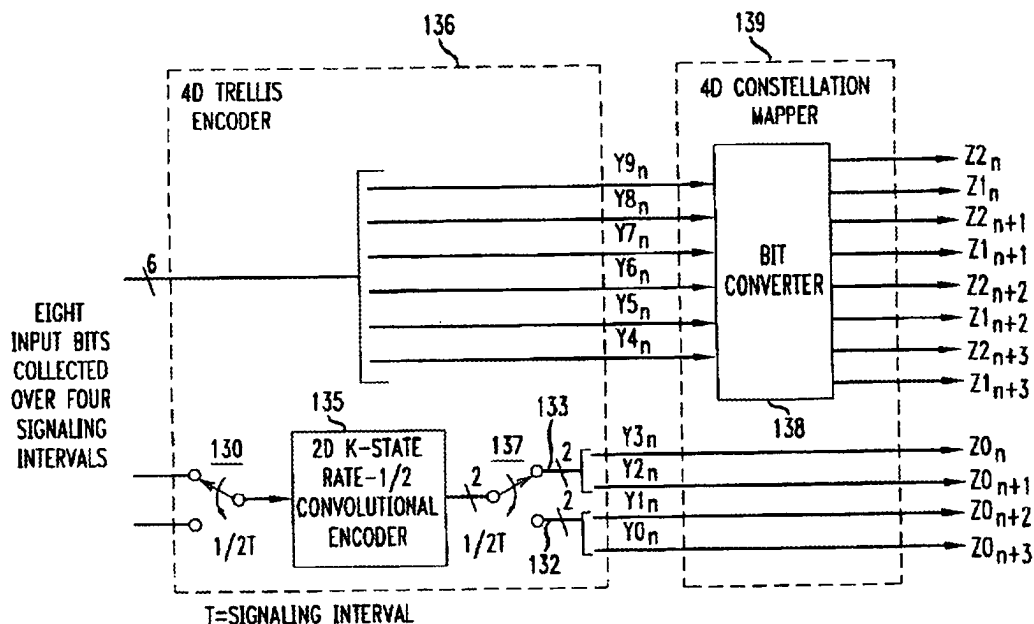 136
139
4D TRELLIS
ENCODER
4D CONSTELLATION
MAPPER
Y9n
Y8n
Y7n
Y6n
Y5n
Y4n
6
BIT
CONVERTER
138
Z2n
Z1n
Z2n+1
Z1n+1
Z2n+2
Z1n+2
Z2n+3
Z1n+3
EIGHT
INPUT BITS
COLLECTED
OVER FOUR
SIGNALING
INTERVALS
130
1/2T
135
2D K-STATE
RATE-1/2
CONVOLUTIONAL
ENCODER
2
137
1/2T
133
2
2
132
Y3n
Y2n
Y1n
Y0n
Z0n
Z0n+1
Z0n+2
Z0n+3
T=SIGNALING INTERVAL